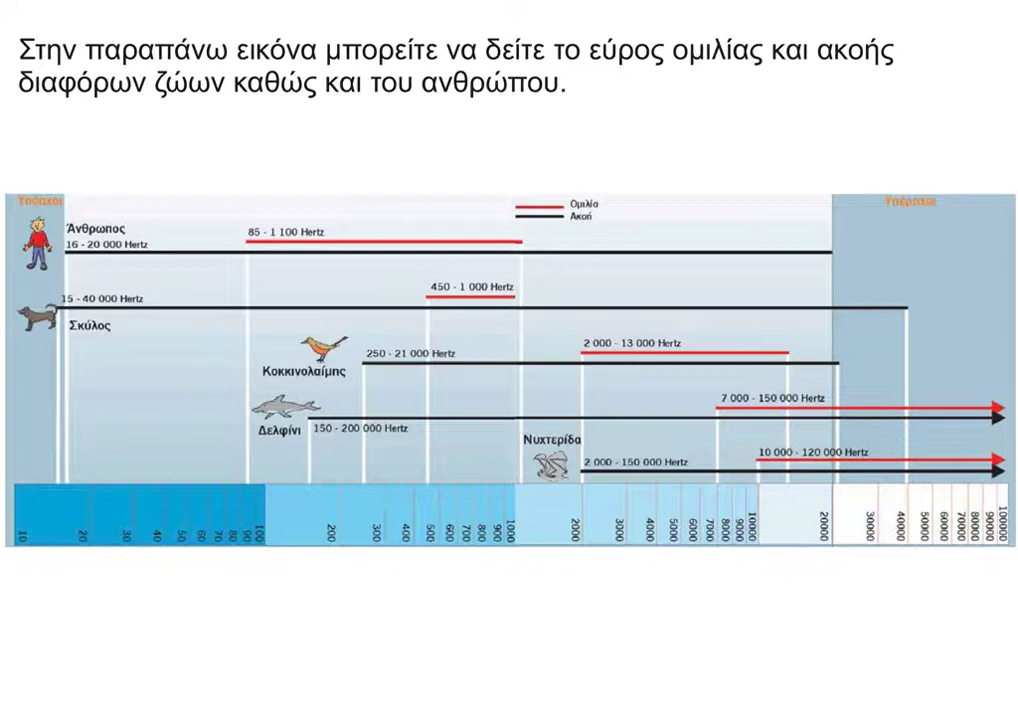 Στην παραπάνω εικόνα μπορείτε να δείτε το εύρος ομιλίας και ακοής
διαφόρων ζώων καθώς και του ανθρώπου.
Υπόηχοι
Υπέρηχοι
Ομιλία
Ακοή
Άνθρωπος
16 - 20 000 Hertz
85 - 1 100 Hertz
450 - 1 000 Hertz
15 - 40 000 Hertz
Σκύλος
2 000 - 13 000 Hertz
250 - 21 000 Hertz
Κοκκινολαίμης
7 000 - 150 000 Hertz
Δελφίνι
150 - 200 000 Hertz
Νυχτερίδα
10 000 - 120 000 Hertz
2 000 - 150 000 Hertz
10 20 30 40 50 60 70 80 90 100 200 300 400 500 600 700 800 900 1000 2000 3000 4000 5000 6000 7000 8000 9000 10000 20000 30000 40000 50000 60000 70000 80000 90000 100000